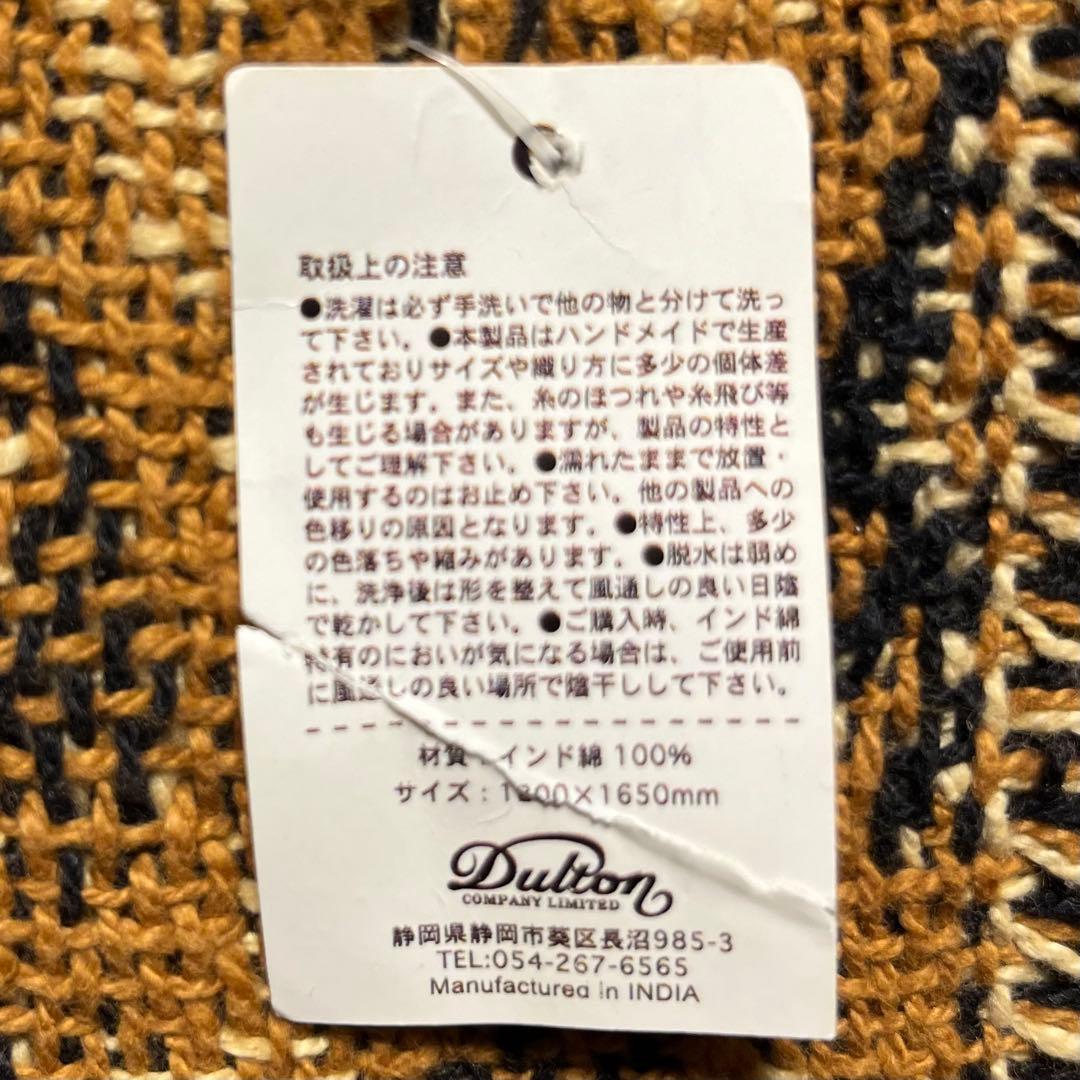 取扱上の注意
●洗濯は必ず手洗いで他の物と分けて洗っ
て下さい。●本製品はハンドメイドで生産
されておりサイズや織り方に多少の個体差
が生じます。また、糸のほつれや糸飛び等
も生じる場合がありますが、製品の特性と
してご理解下さい。●濡れたままで放置・
使用するのはお止め下さい。他の製品への
色移りの原因となります。●特性上、多少
の色落ちや縮みがあります。●脱水は弱め
に、洗浄後は形を整えて風通しの良い日陰
で乾かして下さい。●ご購入時、インド綿
特有のにおいが気になる場合は、ご使用前
に風通しの良い場所で陰干しして下さい。
材質：インド綿 100%
サイズ：1200×1650mm
Dulton
COMPANY LIMITED
静岡県静岡市葵区長沼985-3
TEL:054-267-6565
Manufactured in INDIA